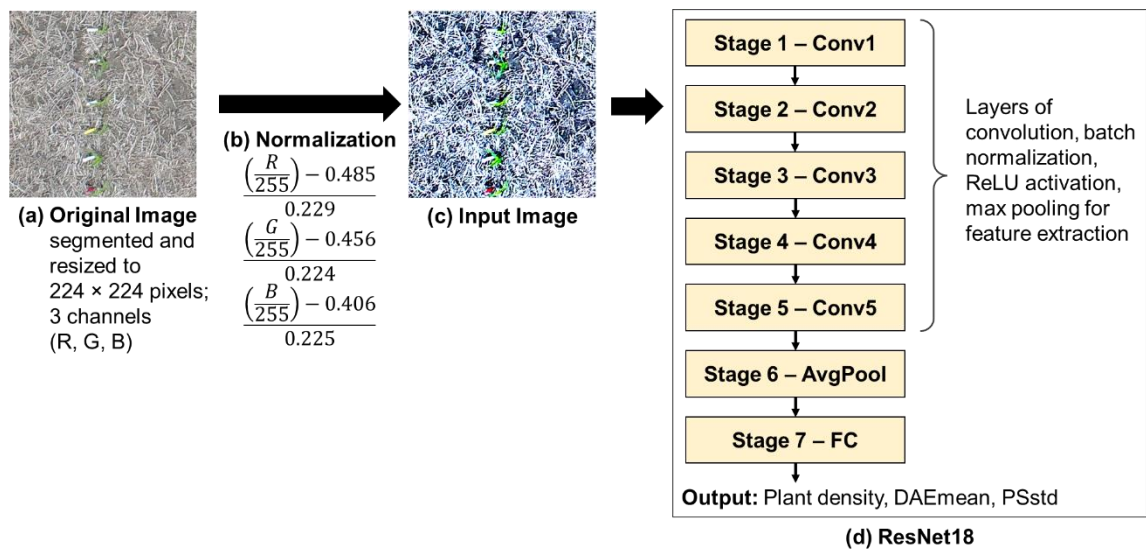 (a) Original Image
segmented and
resized to
224 × 224 pixels;
3 channels
(R, G, B)
(b) Normalization
(R/255) − 0.485
0.229
(G/255) − 0.456
0.224
(B/255) − 0.406
0.225
(c) Input Image
Stage 1 – Conv1
Stage 2 – Conv2
Stage 3 – Conv3
Stage 4 – Conv4
Stage 5 – Conv5
Stage 6 – AvgPool
Stage 7 – FC
Layers of
convolution, batch
normalization,
ReLU activation,
max pooling for
feature extraction
Output: Plant density, DAEmean, PSstd
(d) ResNet18